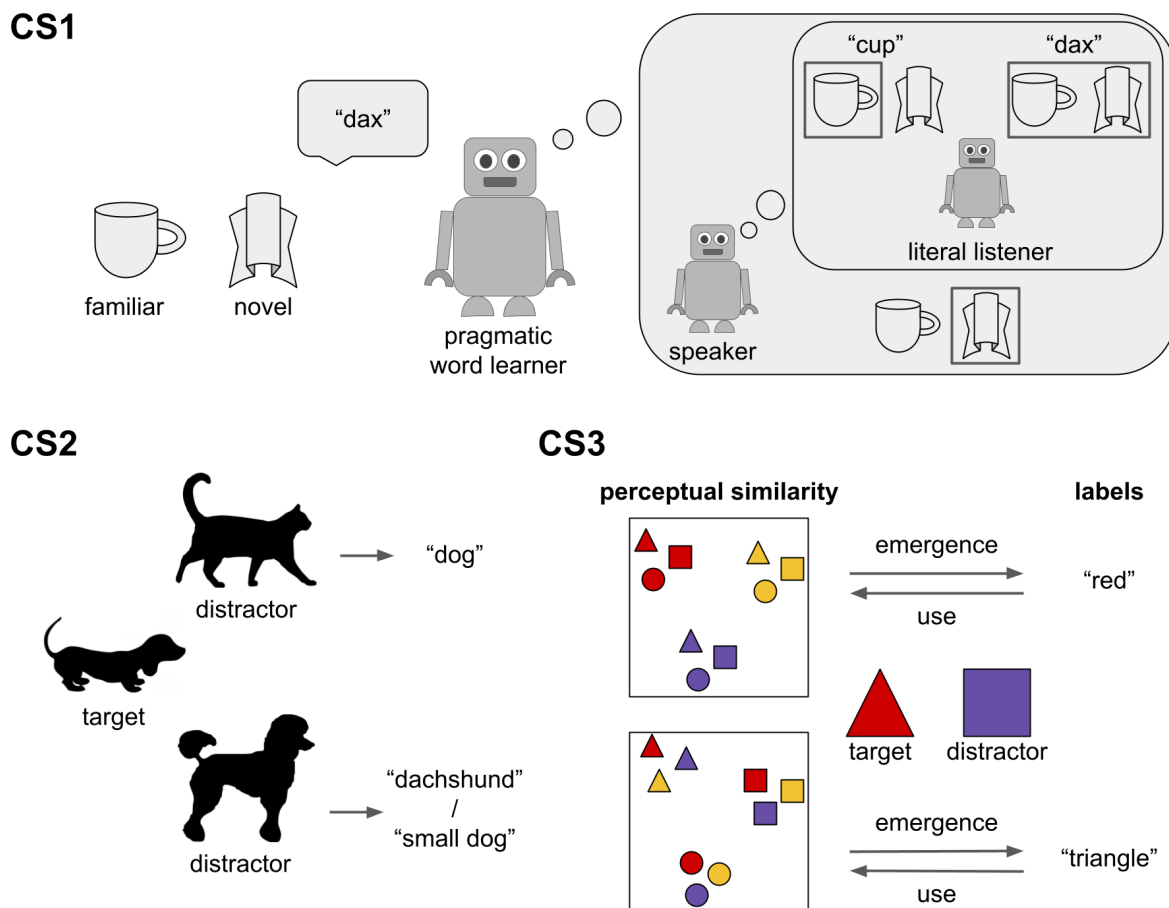 CS1
“dax”
familiar
novel
pragmatic
word learner
speaker
“cup”
“dax”
literal listener
CS2
distractor
“dog”
target
distractor
“dachshund”
/
“small dog”
CS3
perceptual similarity
labels
emergence
use
“red”
target
distractor
emergence
use
“triangle”